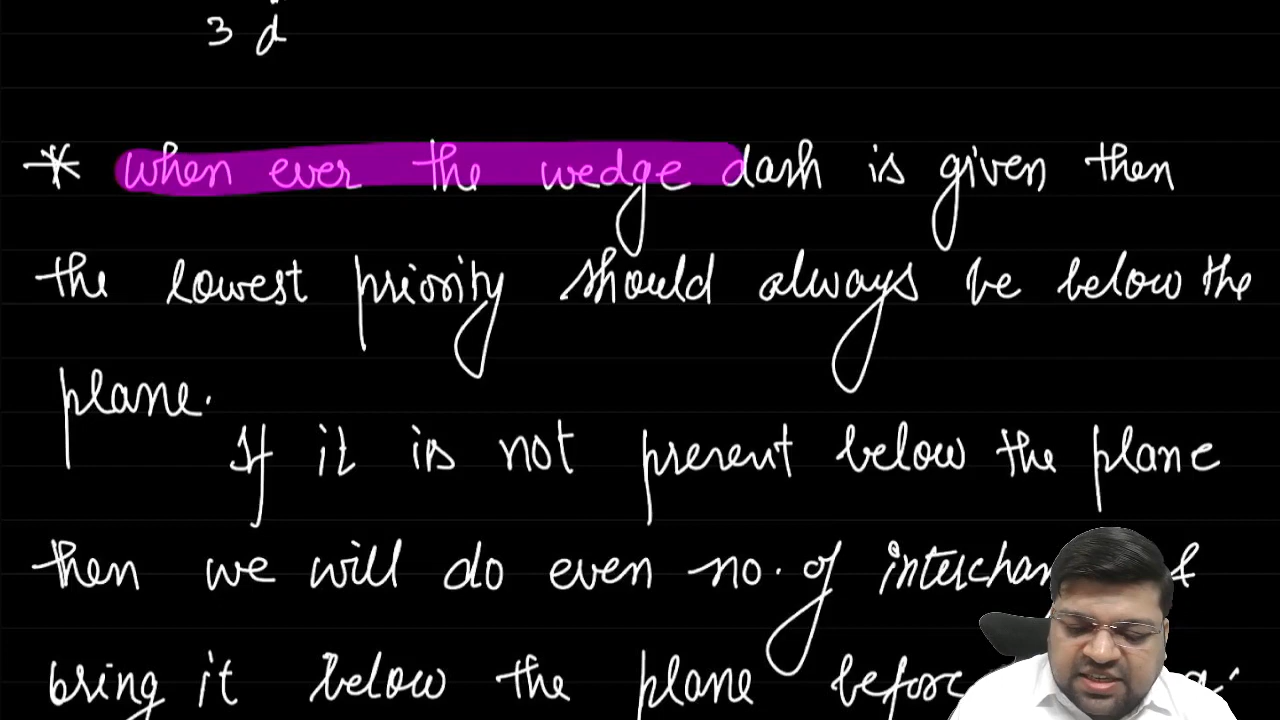 3 d
* when ever the wedge dash is given then
the lowest priority should always be below the
plane.
If it is not present below the plane
then we will do even no. of &
bring it below the plane